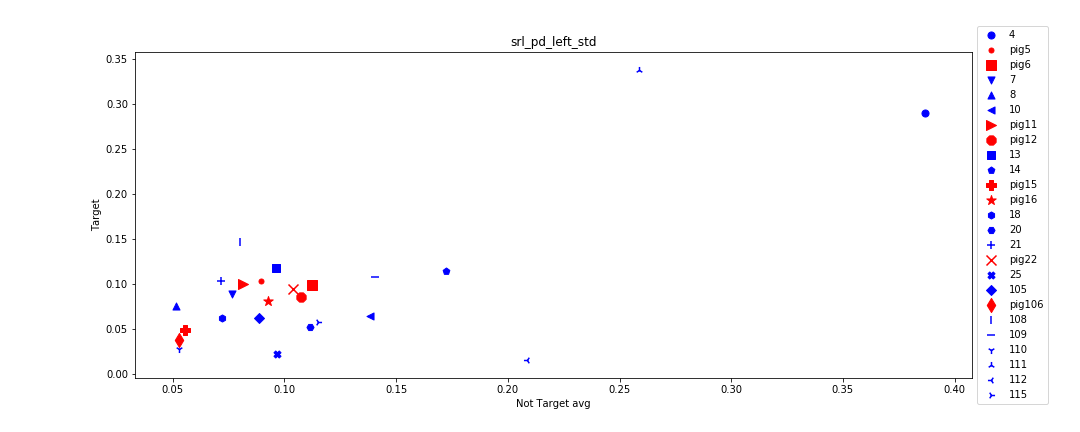 srl_pd_left_std
Target
0.35
0.30
0.25
0.20
0.15
0.10
0.05
0.00
0.05 0.10 0.15 0.20 0.25 0.30 0.35 0.40
Not Target avg
4
pig5
pig6
7
8
10
pig11
pig12
13
14
pig15
pig16
18
20
21
pig22
25
105
pig106
108
109
110
111
112
115